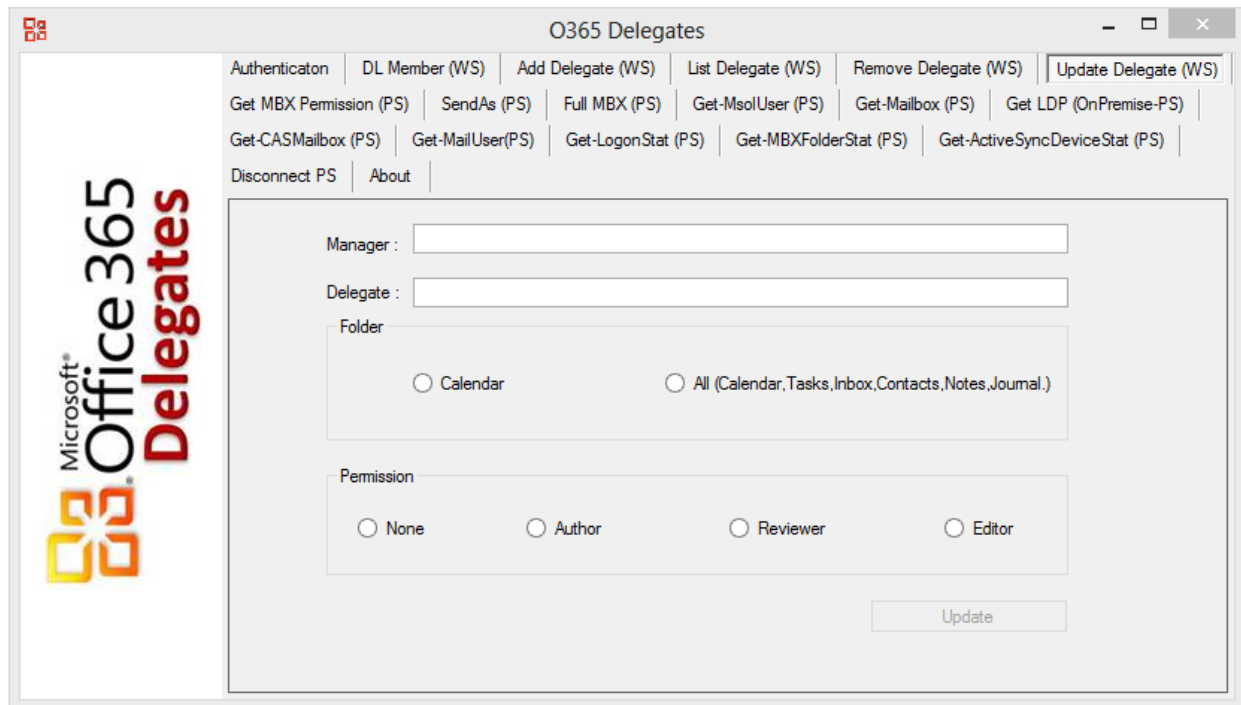 O365 Delegates
Authenticaton DL Member (WS) Add Delegate (WS) List Delegate (WS) Remove Delegate (WS) Update Delegate (WS)
Get MBX Permission (PS) SendAs (PS) Full MBX (PS) Get-MsolUser (PS) Get-Mailbox (PS) Get LDP (OnPremise-PS)
Get-CASMailbox (PS) Get-MailUser(PS) Get-LogonStat (PS) Get-MBXFolderStat (PS) Get-ActiveSyncDeviceStat (PS)
Disconnect PS About
Microsoft®
Office 365
Delegates
Manager :
Delegate :
Folder
Calendar All (Calendar,Tasks,Inbox,Contacts,Notes,Journal.)
Permission
None Author Reviewer Editor
Update